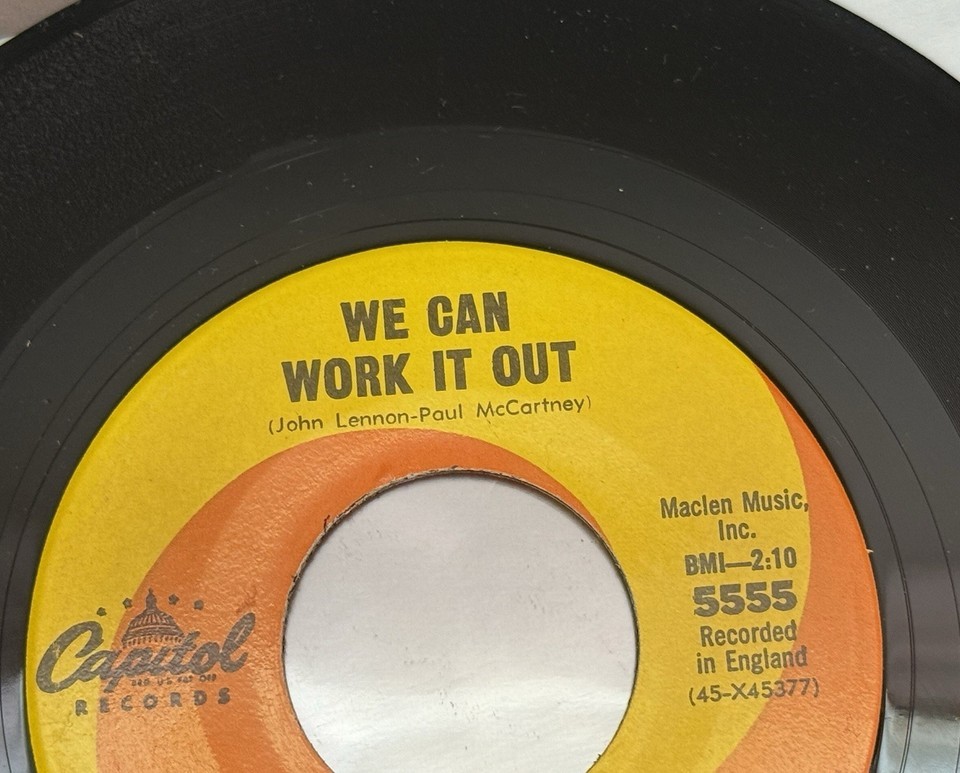 WE CAN
WORK IT OUT
(John Lennon-Paul McCartney)
Maclen Music,
Inc.
BMI—2:10
5555
Recorded
in England
(45-X45377)
Capitol
RECORDS